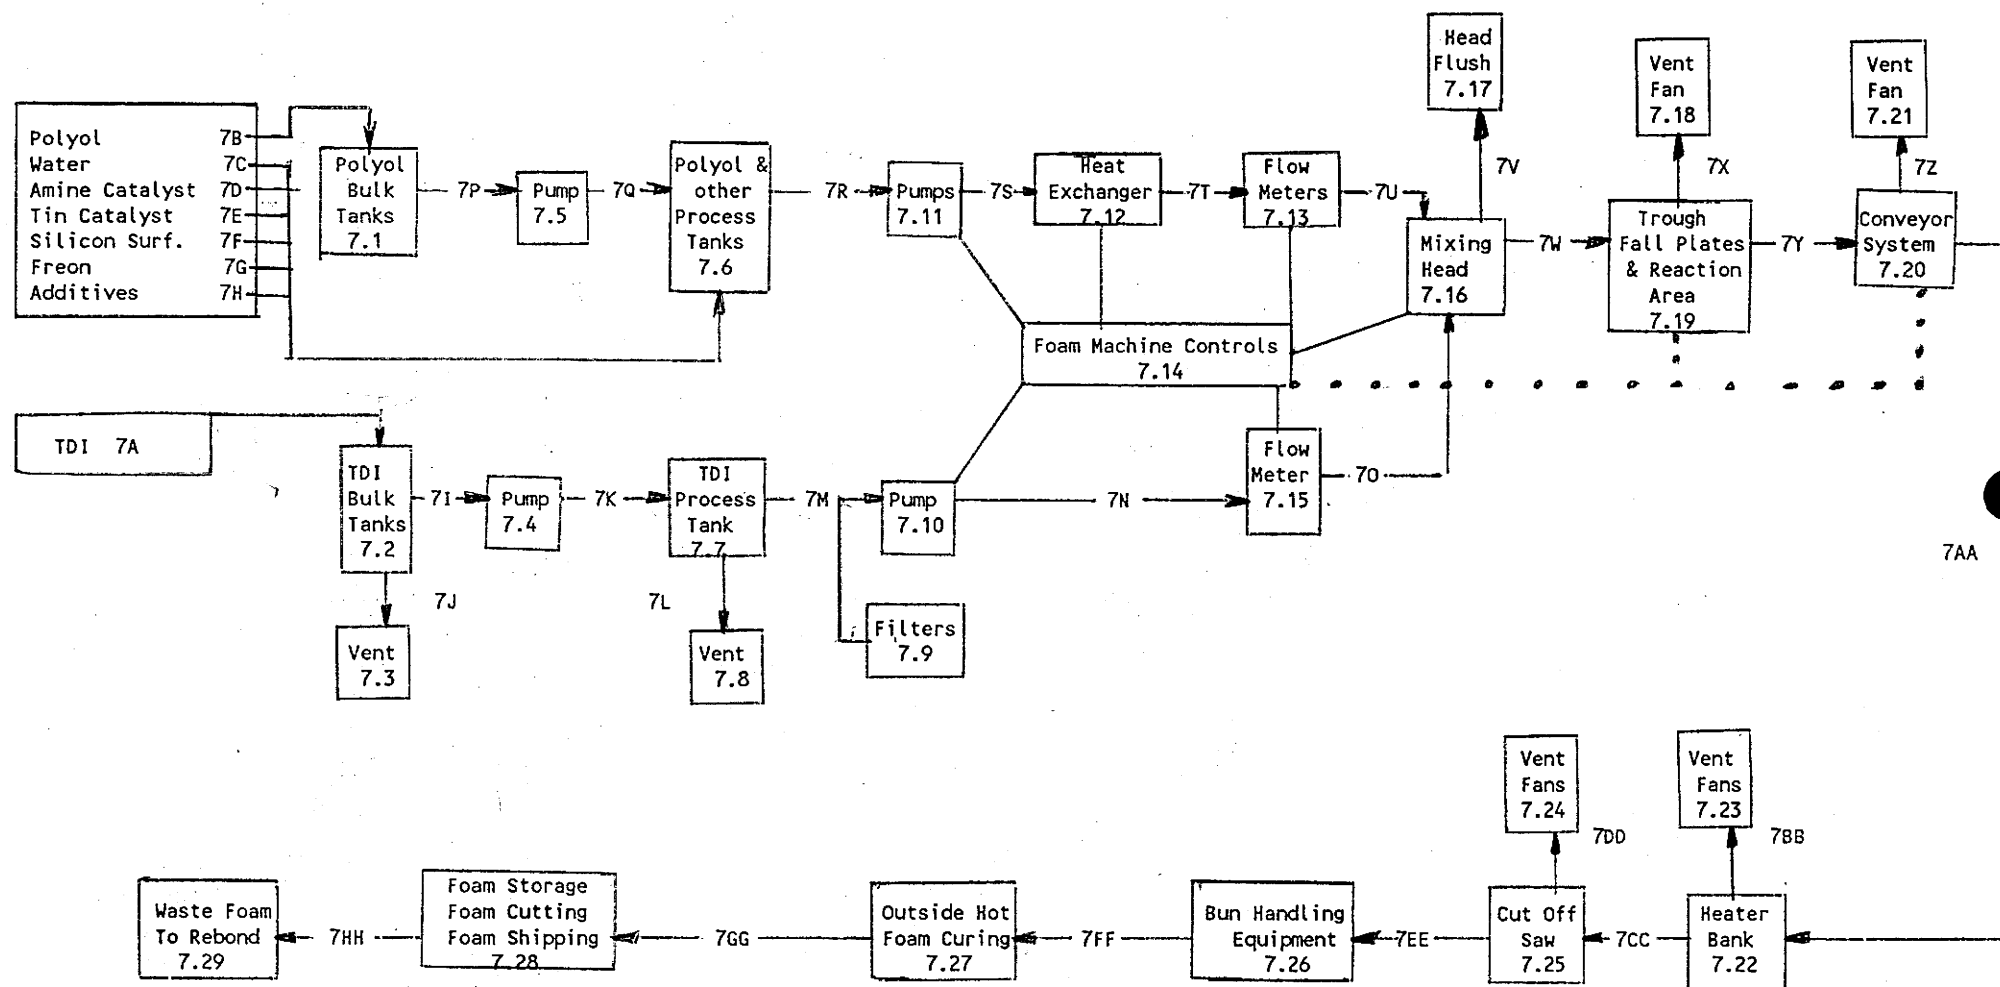 Polyol 7B
Water 7C
Amine Catalyst 7D
Tin Catalyst 7E
Silicon Surf. 7F
Freon 7G
Additives 7H
Polyol
Bulk
Tanks
7.1
7P
Pump
7.5
7Q
Polyol &
other
Process
Tanks
7.6
7R
Pumps
7.11
7S
Heat
Exchanger
7.12
7T
Flow
Meters
7.13
7U
Head
Flush
7.17
7V
Mixing
Head
7.16
7W
Vent
Fan
7.18
7X
Trough
Fall Plates
& Reaction
Area
7.19
7Y
Vent
Fan
7.21
7Z
Conveyor
System
7.20
Foam Machine Controls
7.14
TDI 7A
TDI
Bulk
Tanks
7.2
7I
Pump
7.4
7K
TDI
Process
Tank
7.7
7M
Pump
7.10
7N
Flow
Meter
7.15
7O
7J
Vent
7.3
7L
Vent
7.8
Filters
7.9
7AA
Vent
Fans
7.24
7DD
Vent
Fans
7.23
7BB
Waste Foam
To Rebond
7.29
7HH
Foam Storage
Foam Cutting
Foam Shipping
7.28
7GG
Outside Hot
Foam Curing
7.27
7FF
Bun Handling
Equipment
7.26
7EE
Cut Off
Saw
7.25
7CC
Heater
Bank
7.22